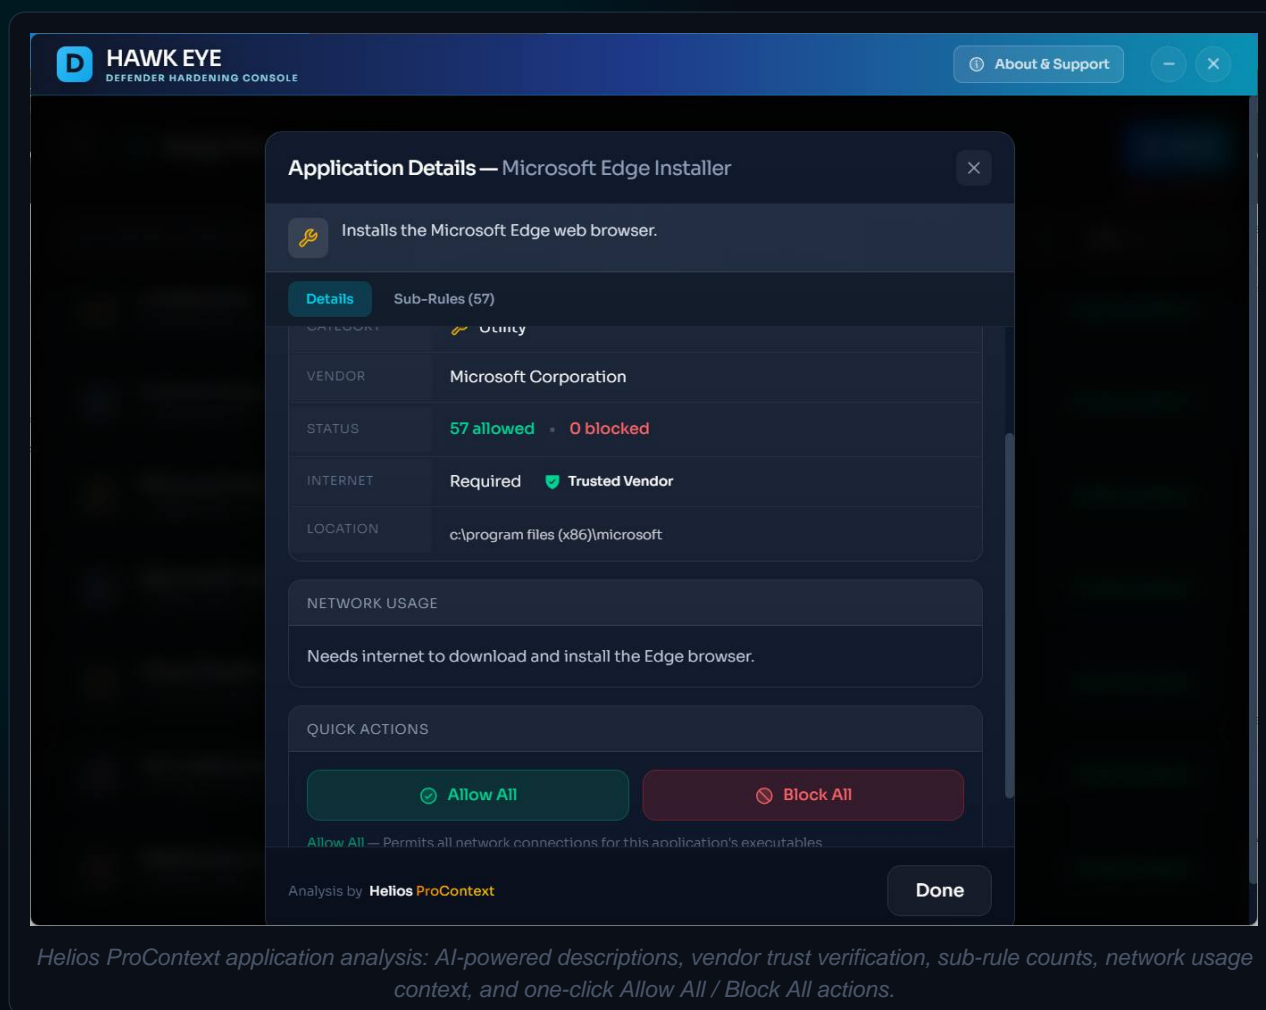 D
HAWK EYE
DEFENDER HARDENING CONSOLE
About & Support
Application Details — Microsoft Edge Installer
Installs the Microsoft Edge web browser.
Details
Sub-Rules (57)
CATEGORY
Utility
VENDOR
Microsoft Corporation
STATUS
57 allowed • 0 blocked
INTERNET
Required
Trusted Vendor
LOCATION
c:\program files (x86)\microsoft
NETWORK USAGE
Needs internet to download and install the Edge browser.
QUICK ACTIONS
Allow All
Block All
Allow All — Permits all network connections for this application's executables
Analysis by Helios ProContext
Done
Helios ProContext application analysis: AI-powered descriptions, vendor trust verification, sub-rule counts, network usage
context, and one-click Allow All / Block All actions.